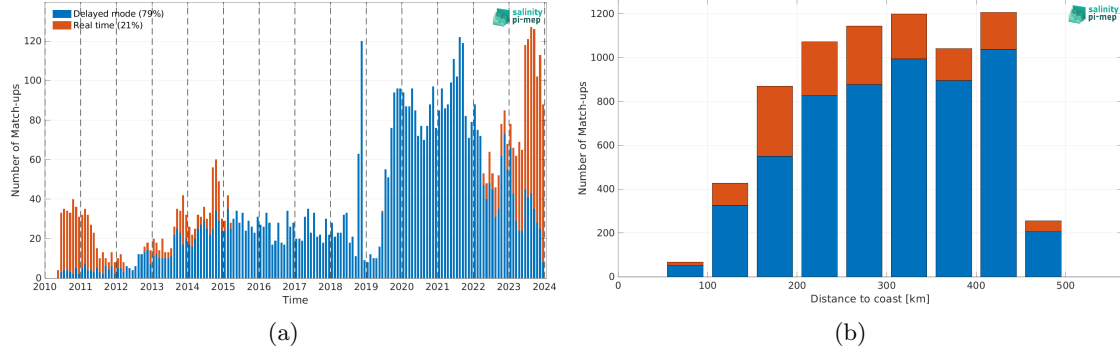 Delayed mode (79%)
Real time (21%)
salinity
pi-mep
Number of Match-ups
120
100
80
60
40
20
0
2010 2011 2012 2013 2014 2015 2016 2017 2018 2019 2020 2021 2022 2023 2024
Time
(a)
salinity
pi-mep
Number of Match-ups
1200
1000
800
600
400
200
0
0 100 200 300 400 500
Distance to coast [km]
(b)